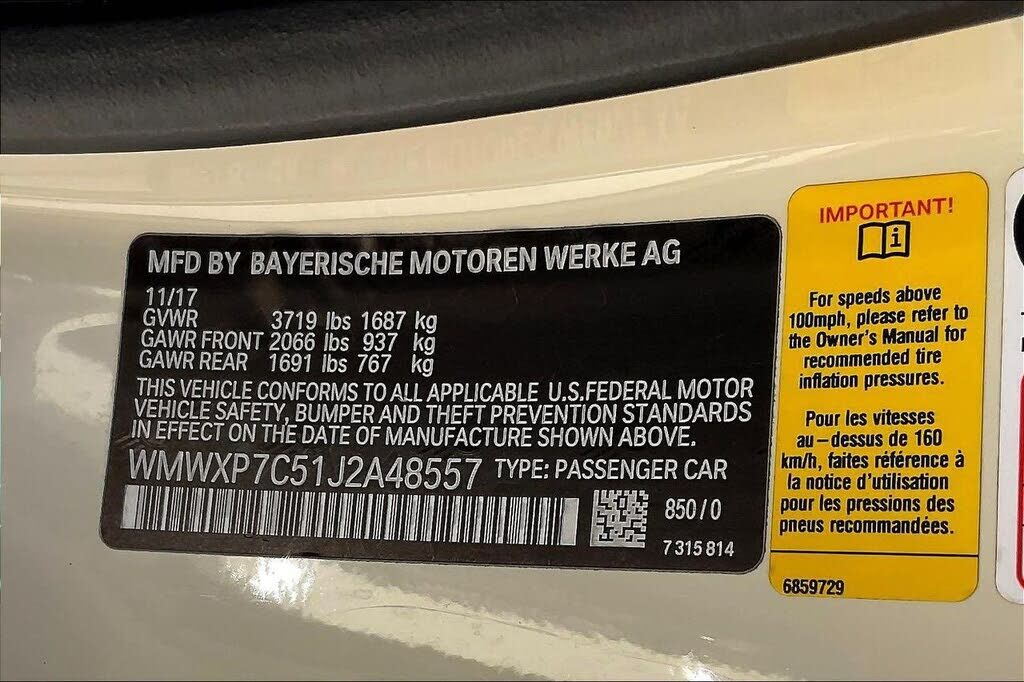 MFD BY BAYERISCHE MOTOREN WERKE AG
11/17
GVWR 3719 lbs 1687 kg
GAWR FRONT 2066 lbs 937 kg
GAWR REAR 1691 lbs 767 kg
THIS VEHICLE CONFORMS TO ALL APPLICABLE U.S.FEDERAL MOTOR
VEHICLE SAFETY, BUMPER AND THEFT PREVENTION STANDARDS
IN EFFECT ON THE DATE OF MANUFACTURE SHOWN ABOVE.
WMWXP7C51J2A48557 TYPE: PASSENGER CAR
850/0
7 315 814
IMPORTANT!
i
For speeds above
100mph, please refer to
the Owner's Manual for
recommended tire
inflation pressures.
Pour les vitesses
au-dessus de 160
km/h, faites référence à
la notice d'utilisation
pour les pressions des
pneus recommandées.
6859729